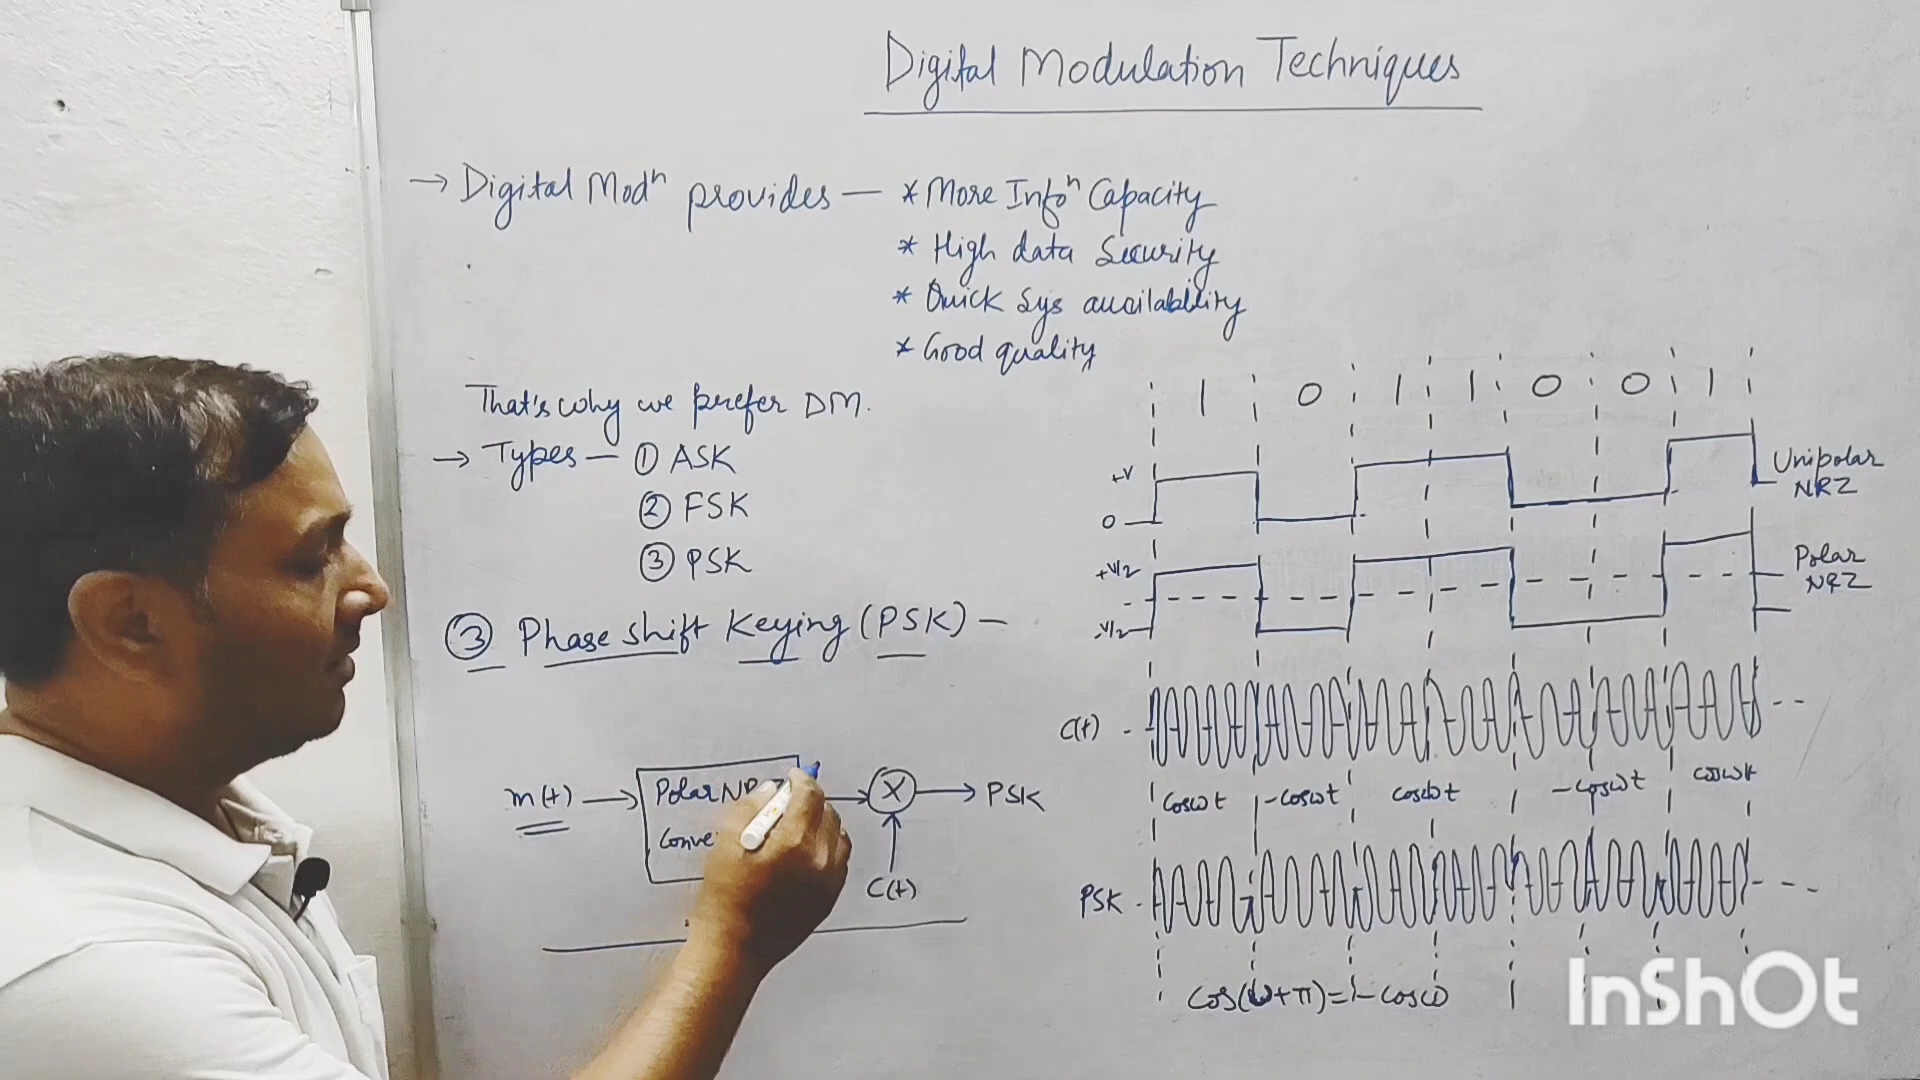 Digital Modulation Techniques
→ Digital Modⁿ provides — * More Infoⁿ Capacity
* High data Security
* Quick Sys availability
* Good quality
That's why we prefer DM.
→ Types — ① ASK
② FSK
③ PSK
③ Phase shift Keying (PSK) —
m(t) → Polar NRZ → X → PSK
C(t)
1 0 1 1 0 0 1
+V
0
Unipolar
NRZ
+V/2
-V/2
Polar
NRZ
C(t) - - -
cosωt -cosωt cosωt -cosωt cosωt
PSK - - - -
Cos(ω+π)=-cosω
InShOt